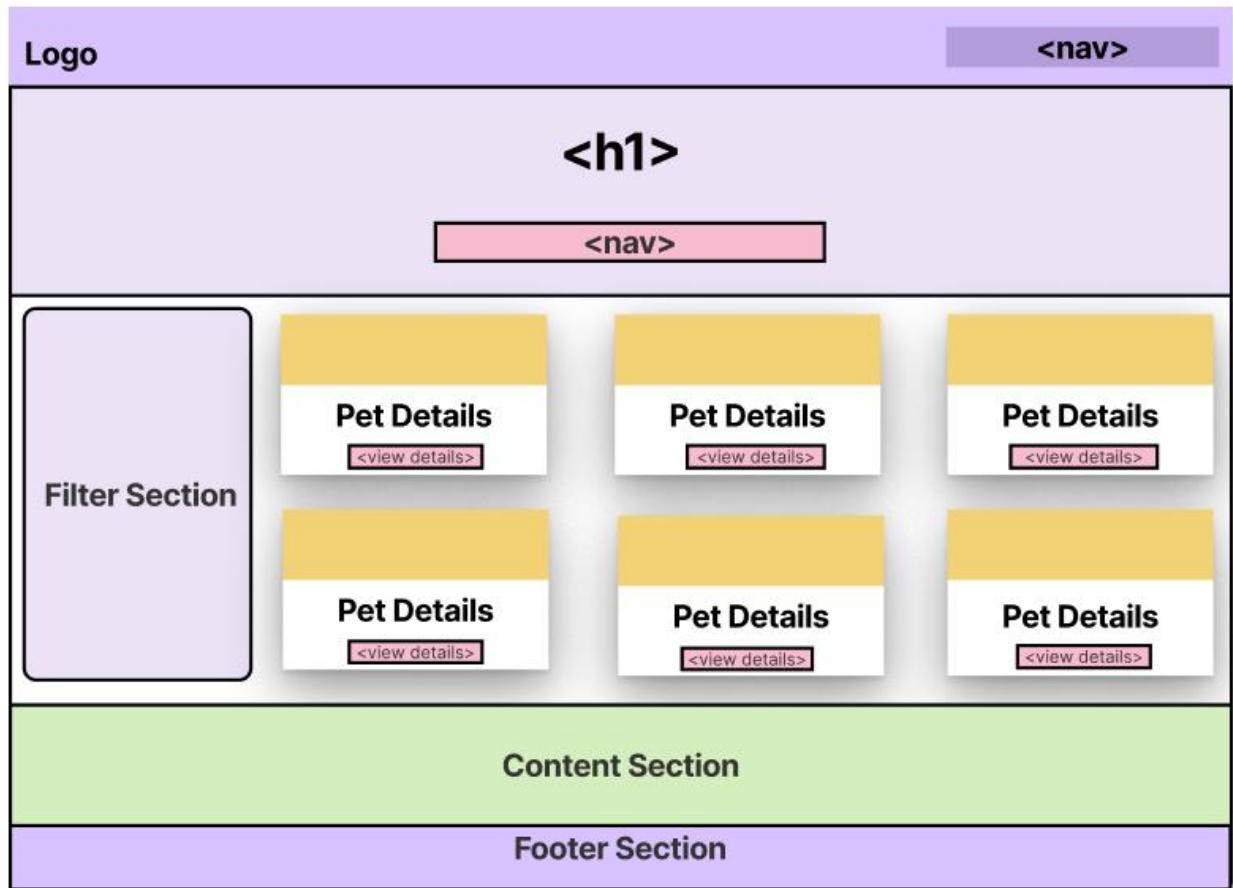 Logo
<nav>
<h1>
<nav>
Filter Section
Pet Details
<view details>
Pet Details
<view details>
Pet Details
<view details>
Pet Details
<view details>
Pet Details
<view details>
Pet Details
<view details>
Content Section
Footer Section